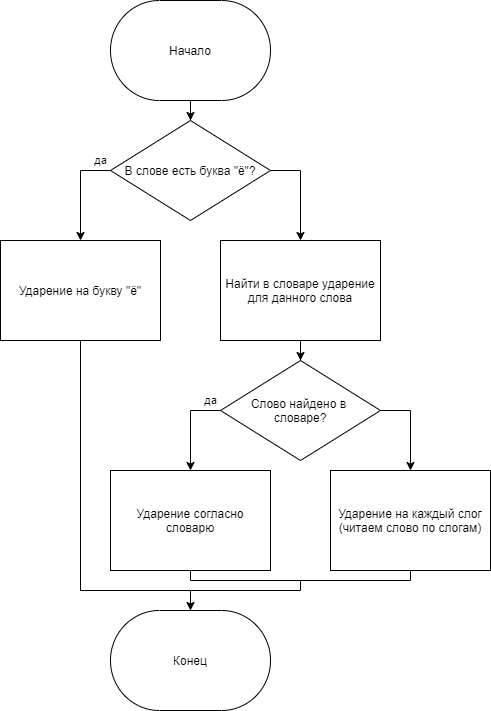 Начало
да
В слове есть буква "ё"?
Ударение на букву "ё"
Найти в словаре ударение
для данного слова
да
Слово найдено в
словаре?
Ударение согласно
словарю
Ударение на каждый слог
(читаем слово по слогам)
Конец